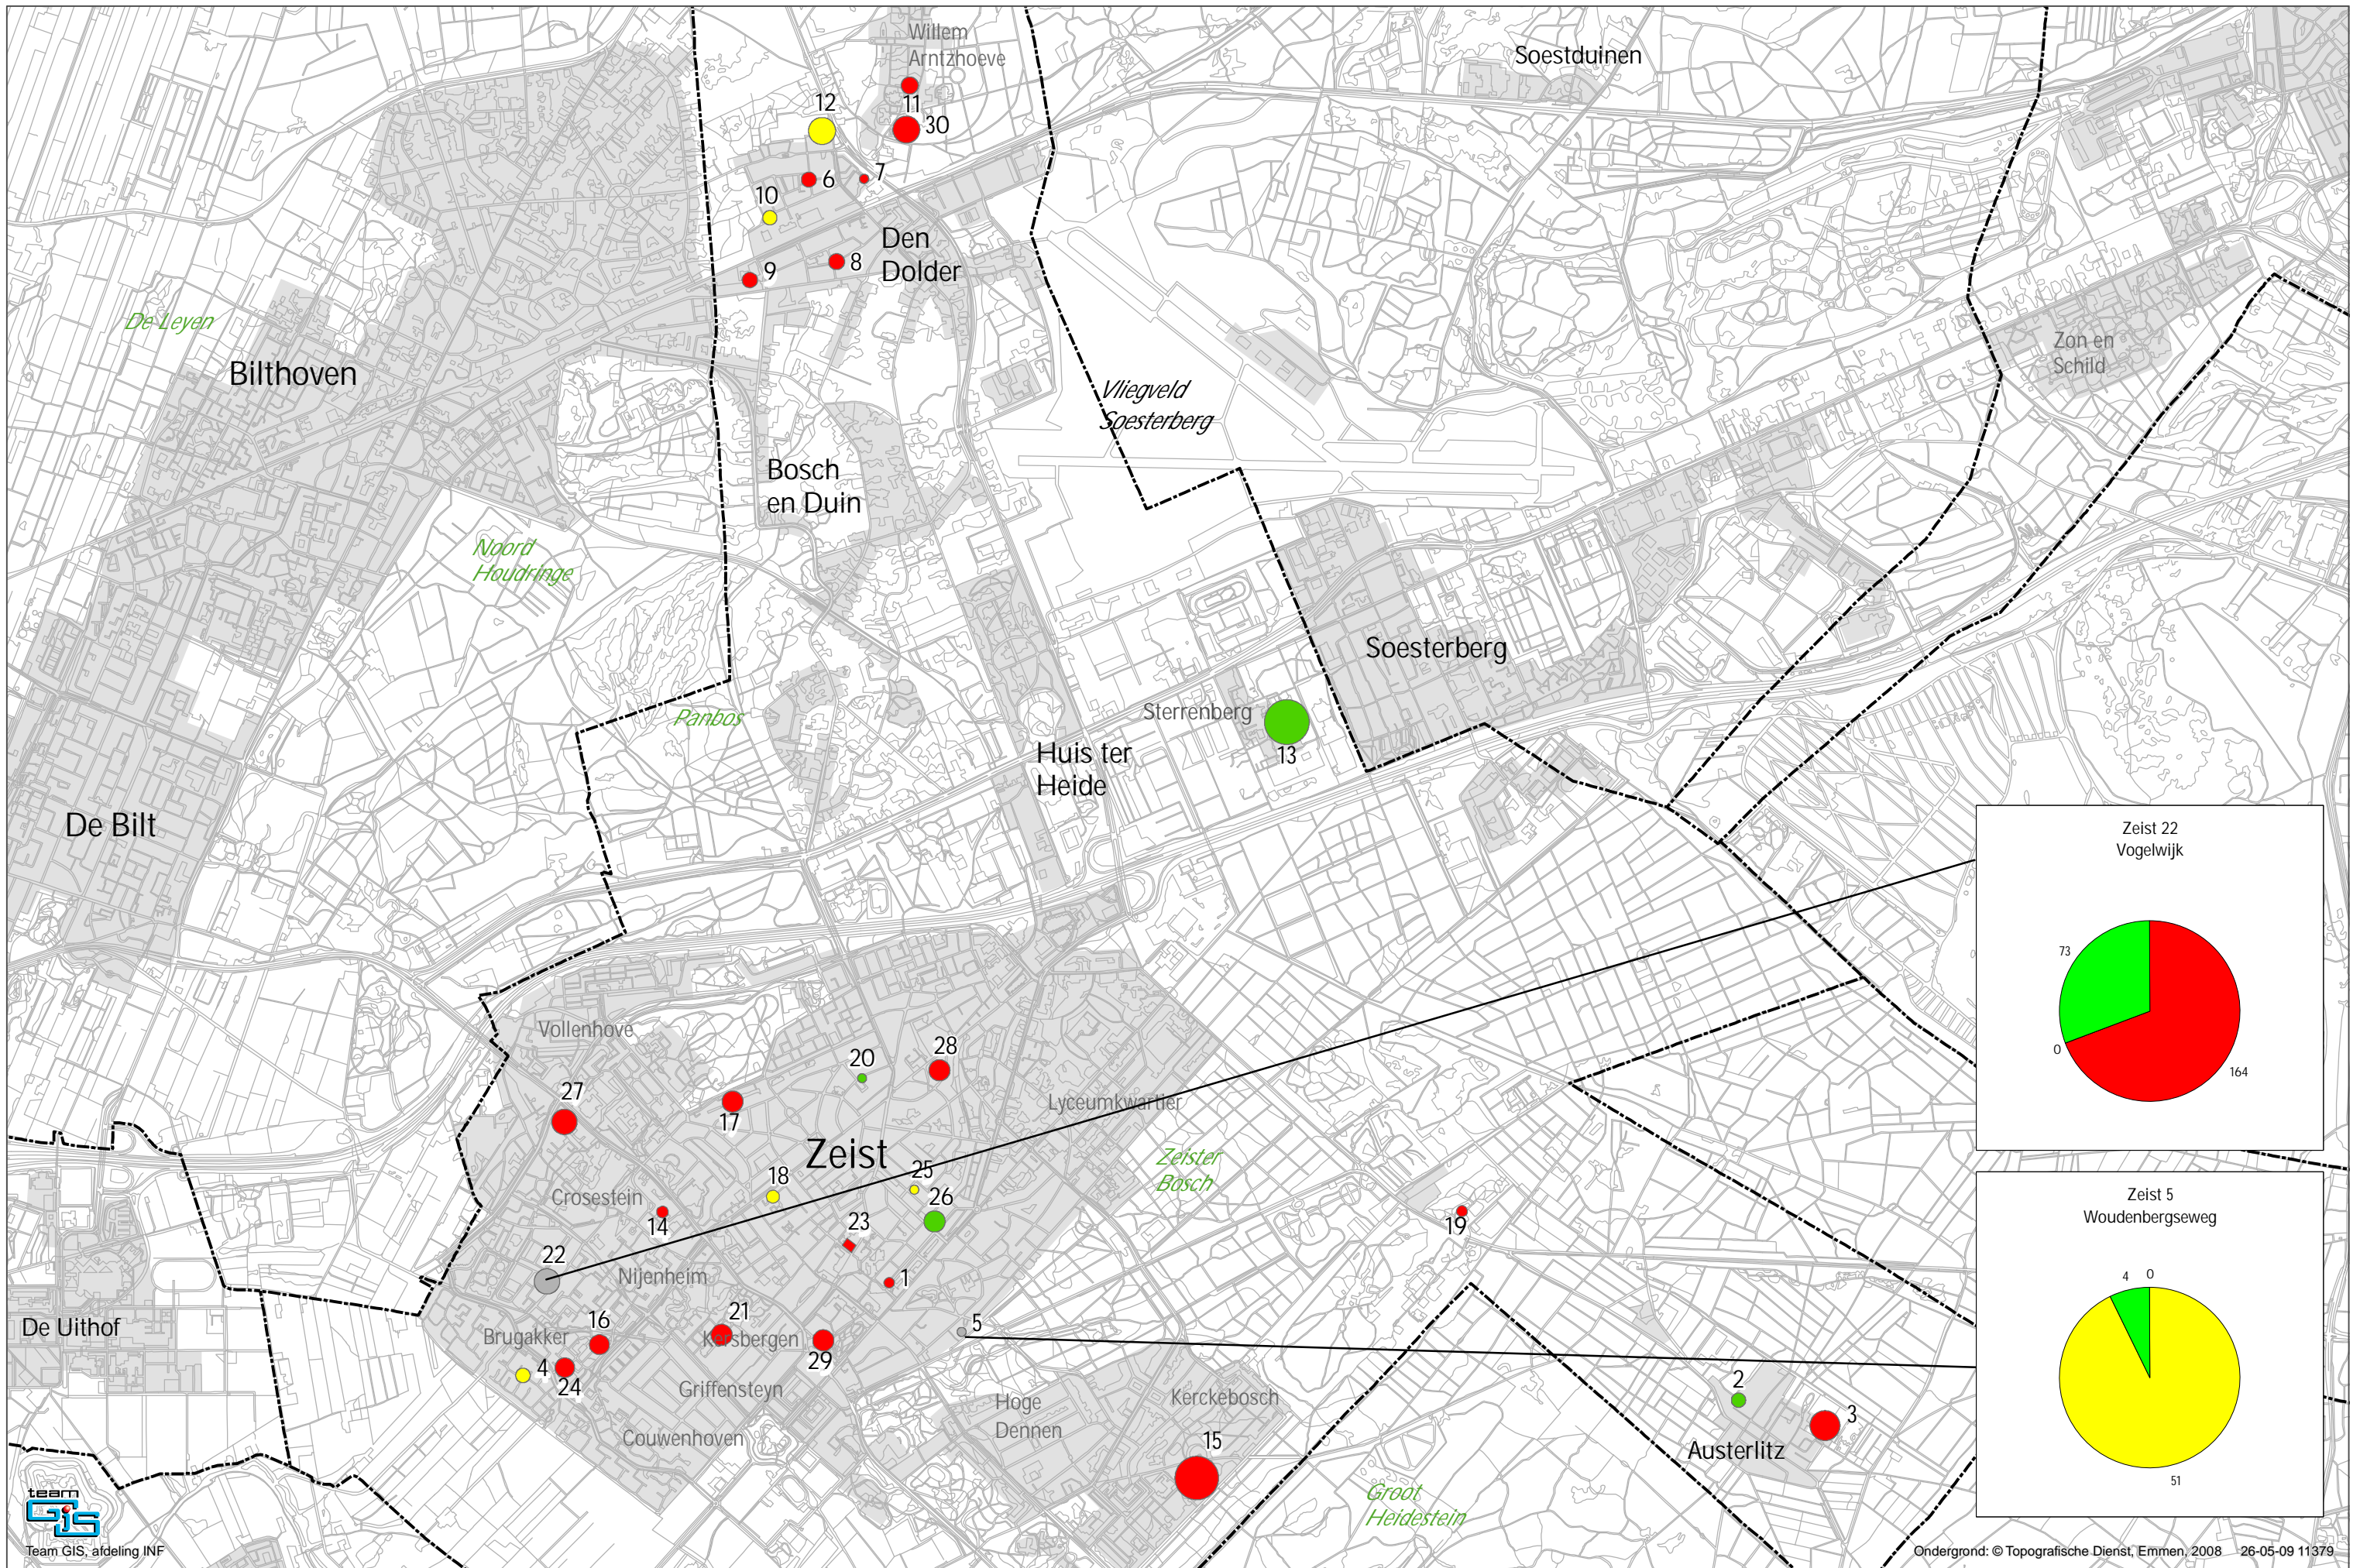 Willem
Arntzhoeve
Soestduinen
12
11
30
6
7
10
Den
Dolder
8
9
De Leyen
Bilthoven
Zon en
Schild
Vliegveld
Soesterberg
Bosch
en Duin
Noord
Houdringe
Soesterberg
Panbos
Sterrenberg
13
Huis ter
Heide
De Bilt
Zeist 22
Vogelwijk
73
0
164
Vollenhove
20
28
27
17
Lyceumkwartier
Zeist
Zeister
Bosch
25
18
26
Crosestein
14
23
19
22
Nijenheim
1
Zeist 5
Woudenbergseweg
4
0
51
De Uithof
Brugakker
16
21
Kersbergen
29
5
4
24
Griffensteyn
Hoge
Dennen
Kerckebosch
2
3
Couwenhoven
15
Austerlitz
Groot
Heidestein
team
GIS
Team GIS, afdeling INF
Ondergrond: © Topografische Dienst, Emmen, 2008 26-05-09 11379